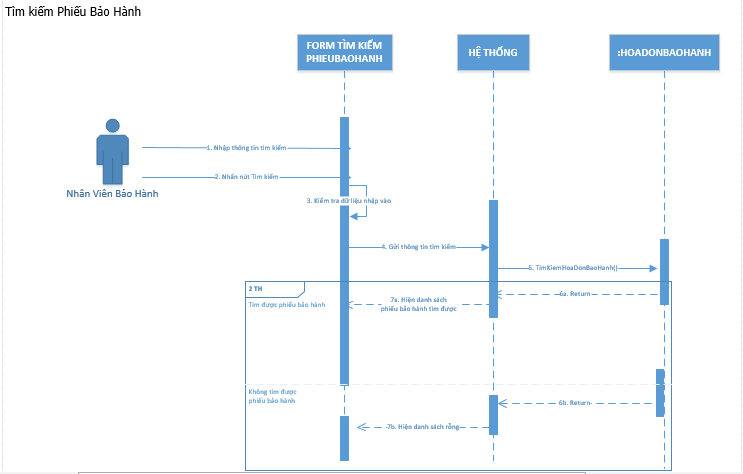 Tìm kiếm Phiếu Bảo Hành
FORM TÌM KIẾM
PHIEUBAOHANH
HỆ THỐNG
:HOADONBAOHANH
Nhân Viên Bảo Hành
1. Nhập thông tin tìm kiếm
2. Nhấn nút Tìm kiếm
3. Kiểm tra dữ liệu nhập vào
4. Gửi thông tin tìm kiếm
5. TimKiemHoaDonBaoHanh()
2 TH
Tìm được phiếu bảo hành
6a. Return
7a. Hiện danh sách
phiếu bảo hành tìm được
Không tìm được
phiếu bảo hành
6b. Return
7b. Hiện danh sách rỗng